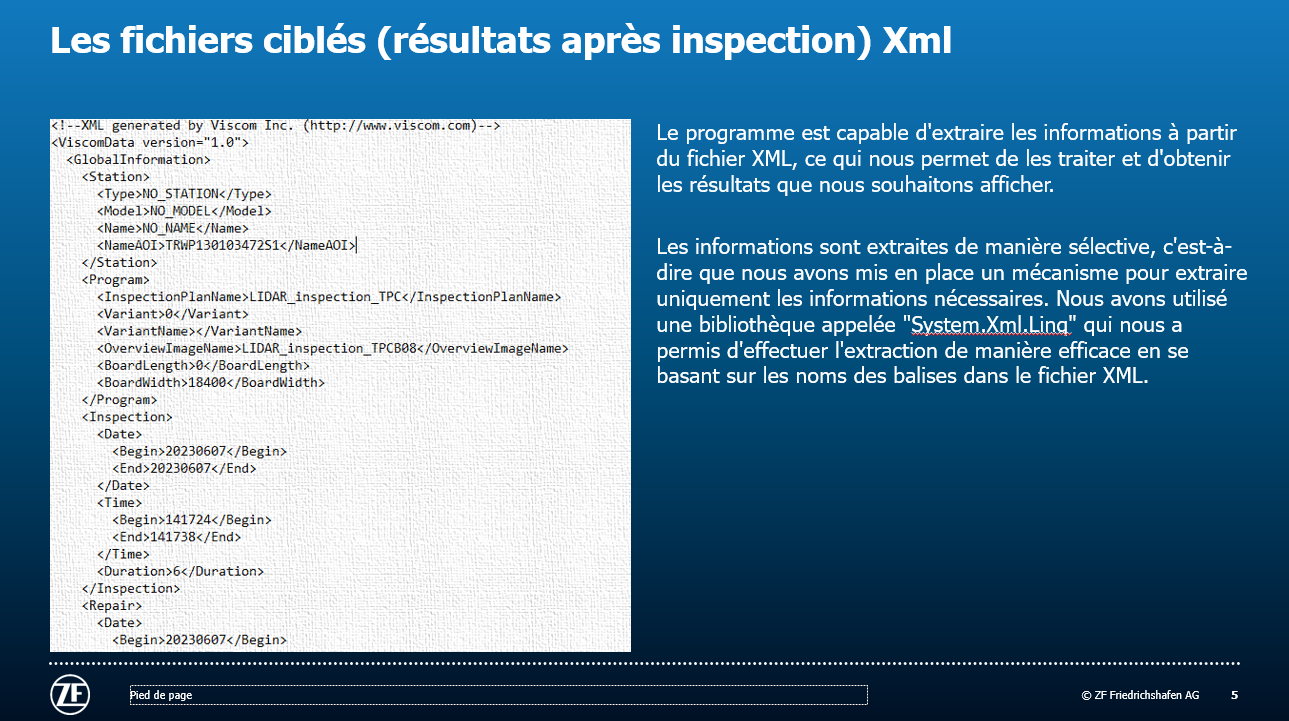 Les fichiers ciblés (résultats après inspection) Xml
<!--XML generated by Viscom Inc. (http://www.viscom.com)-->
<ViscomData version="1.0">
<GlobalInformation>
<Station>
<Type>NO_STATION</Type>
<Model>NO_MODEL</Model>
<Name>NO_NAME</Name>
<NameAOI>TRWP130103472S1</NameAOI>
</Station>
<Program>
<InspectionPlanName>LIDAR_inspection_TPC</InspectionPlanName>
<Variant>0</Variant>
<VariantName></VariantName>
<OverviewImageName>LIDAR_inspection_TPCB08</OverviewImageName>
<BoardLength>0</BoardLength>
<BoardWidth>18400</BoardWidth>
</Program>
<Inspection>
<Date>
<Begin>20230607</Begin>
<End>20230607</End>
</Date>
<Time>
<Begin>141724</Begin>
<End>141738</End>
</Time>
<Duration>6</Duration>
</Inspection>
<Repair>
<Date>
<Begin>20230607</Begin>
Le programme est capable d'extraire les informations à partir
du fichier XML, ce qui nous permet de les traiter et d'obtenir
les résultats que nous souhaitons afficher.
Les informations sont extraites de manière sélective, c'est-à-
dire que nous avons mis en place un mécanisme pour extraire
uniquement les informations nécessaires. Nous avons utilisé
une bibliothèque appelée "System.Xml.Linq" qui nous a
permis d'effectuer l'extraction de manière efficace en se
basant sur les noms des balises dans le fichier XML.
ZF
Pied de page
© ZF Friedrichshafen AG
5